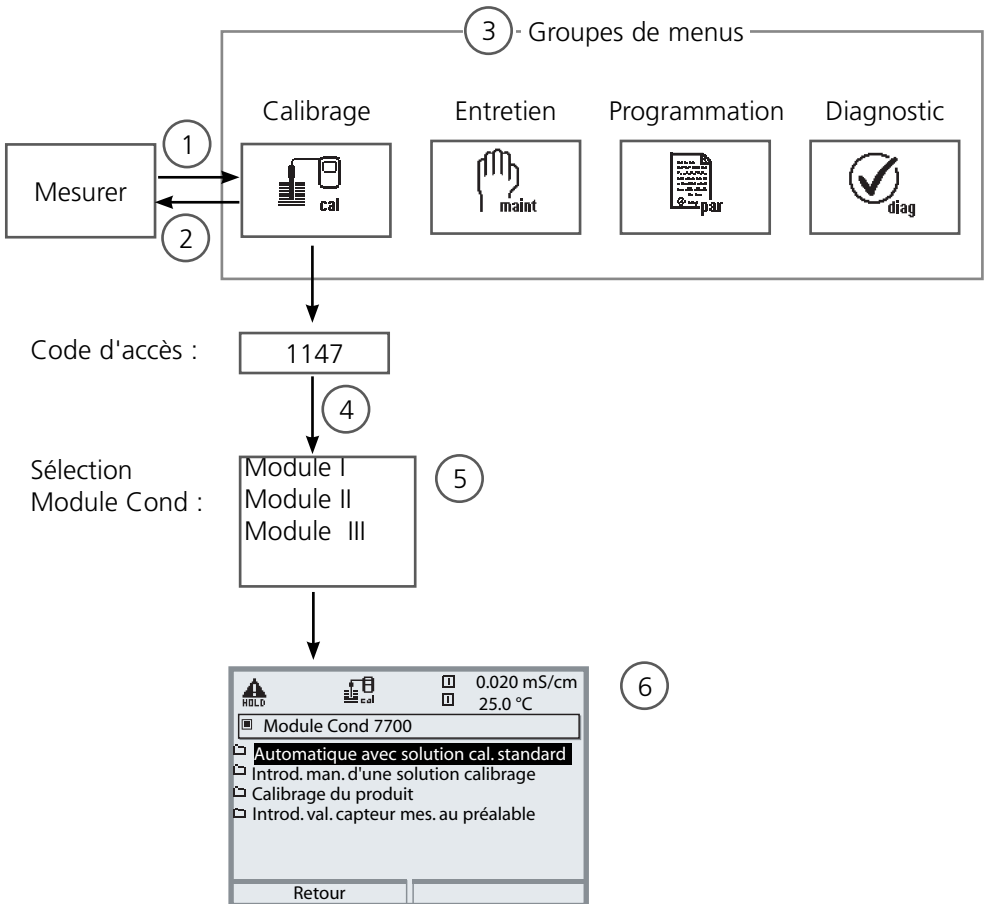 3 - Groupes de menus
Calibrage
Entretien
Programmation
Diagnostic
1
Mesurer
cal
maint
par
diag
2
Code d'accès :
1147
4
Sélection
Module Cond :
Module I
Module II
Module III
5
HOLD
cal
0.020 mS/cm
25.0 °C
6
Module Cond 7700
Automatique avec solution cal. standard
Introd. man. d'une solution calibrage
Calibrage du produit
Introd. val. capteur mes. au préalable
Retour